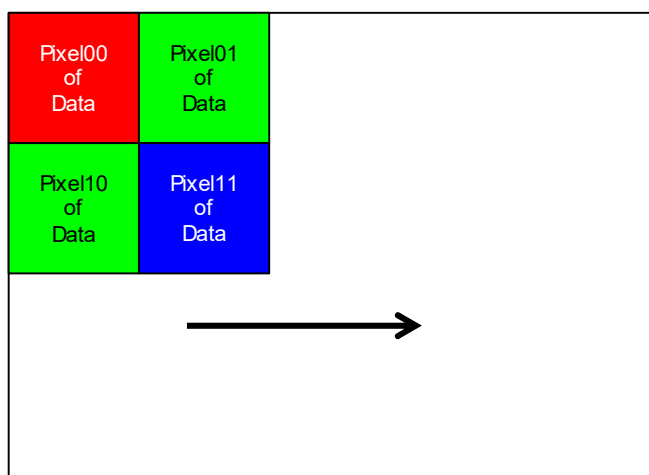 Pixel00
of
Data
Pixel01
of
Data
Pixel10
of
Data
Pixel11
of
Data